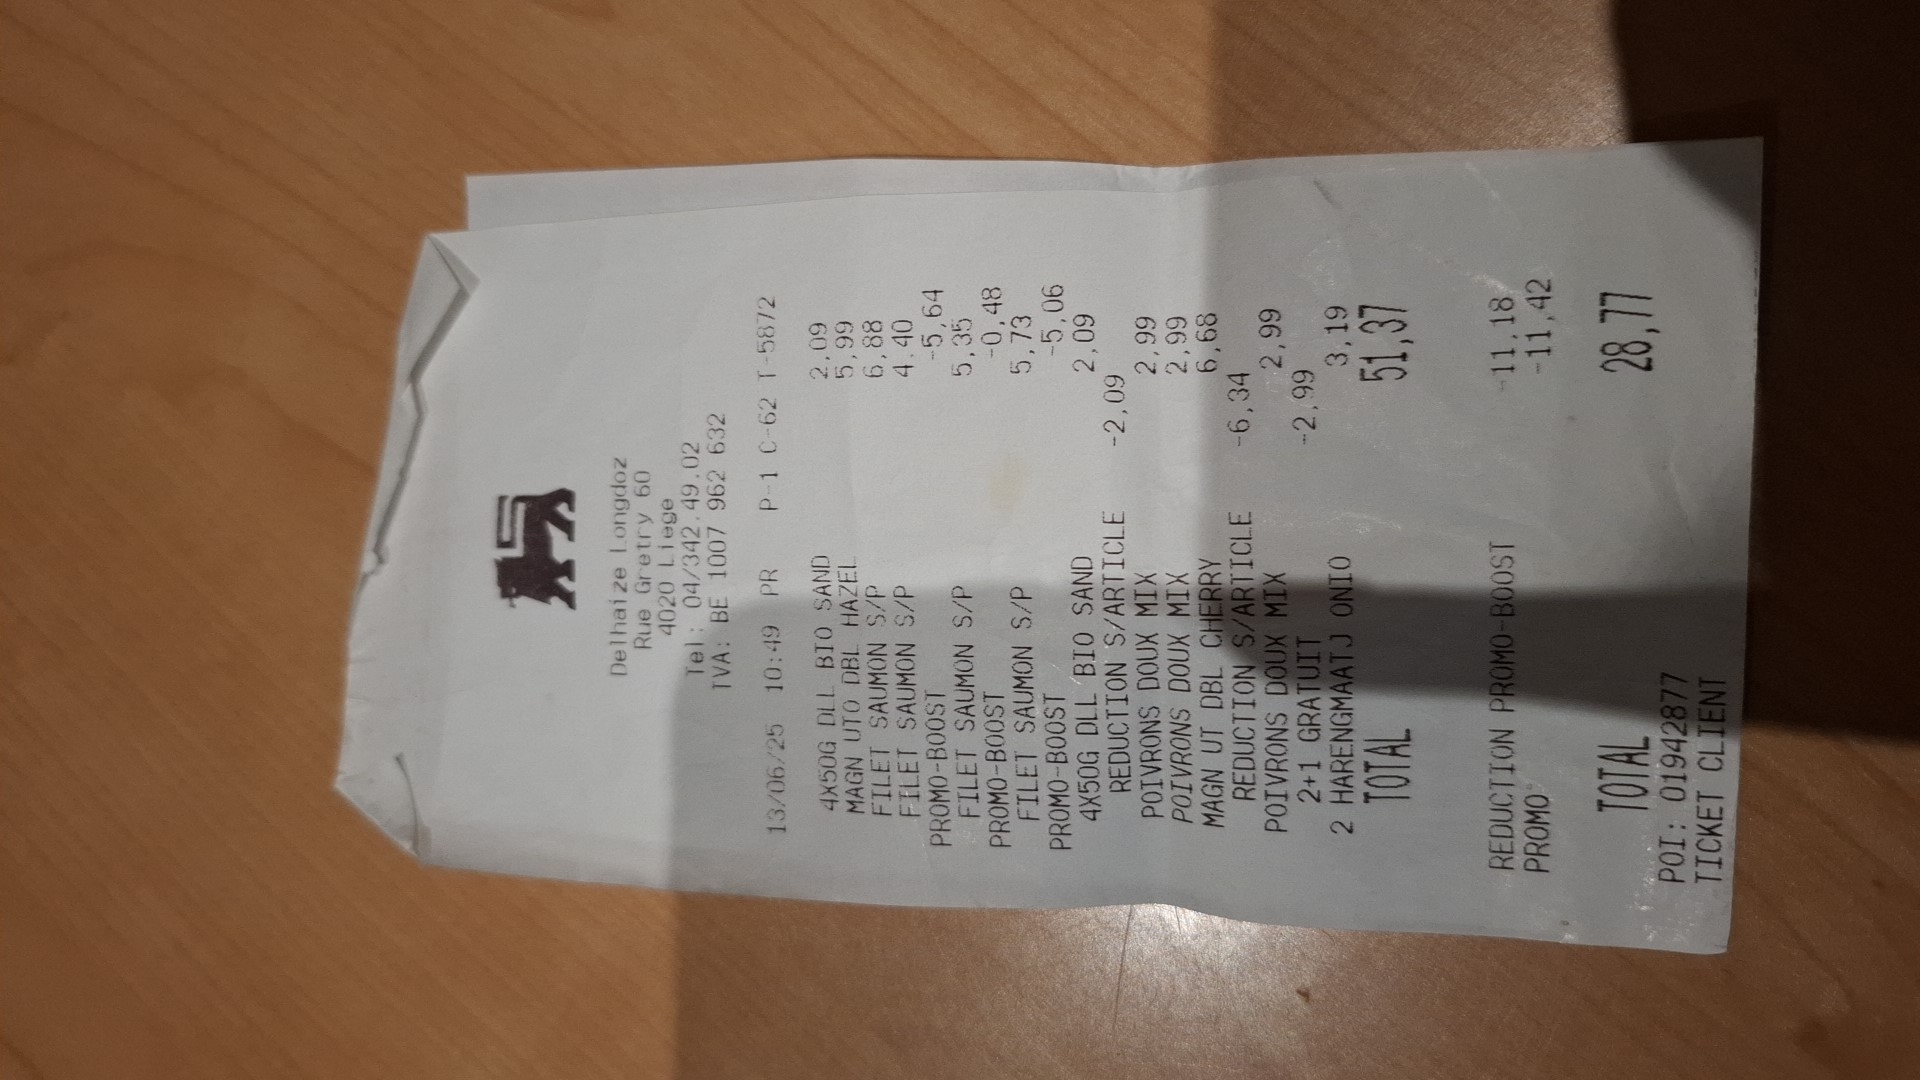 Delhaize Longdoz
Rue Gretry 60
4020 Liege
Tel: 04/342.49.02
TVA: BE 1007 962 632
13/06/25 10:49 PR P-1 C-62 T-5872
4X50G DLL BIO SAND 2,09
MAGN UTO DBL HAZEL 5,99
FILET SAUMON S/P 6,88
FILET SAUMON S/P 4,40
PROMO-BOOST -5,64
FILET SAUMON S/P 5,35
PROMO-BOOST -0,48
FILET SAUMON S/P 5,73
PROMO-BOOST -5,06
4X50G DLL BIO SAND 2,09
REDUCTION S/ARTICLE -2,09
POIVRONS DOUX MIX 2,99
POIVRONS DOUX MIX 2,99
MAGN UT DBL CHERRY 6,68
REDUCTION S/ARTICLE -6,34
POIVRONS DOUX MIX 2,99
2+1 GRATUIT -2,99
2 HARENGMAATJ ONIO 3,19
TOTAL 51,37
REDUCTION PROMO-BOOST -11,18
PROMO -11,42
TOTAL 28,77
POI: 01942877
TICKET CLIENT